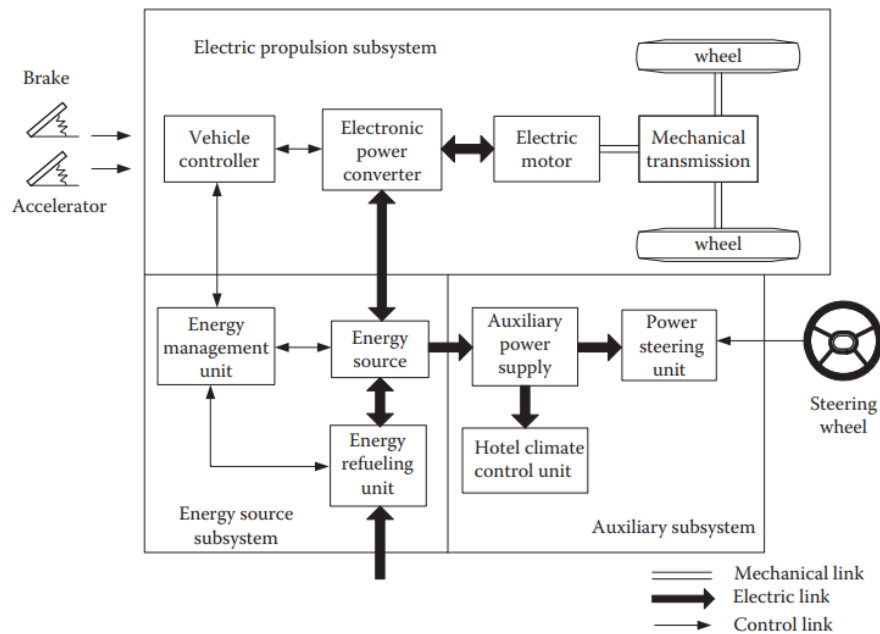 Electric propulsion subsystem
wheel
Brake
Vehicle
controller
Electronic
power
converter
Electric
motor
Mechanical
transmission
Accelerator
wheel
Energy
management
unit
Energy
source
Auxiliary
power
supply
Power
steering
unit
Steering
wheel
Energy
refueling
unit
Hotel climate
control unit
Energy source
subsystem
Auxiliary subsystem
Mechanical link
Electric link
Control link